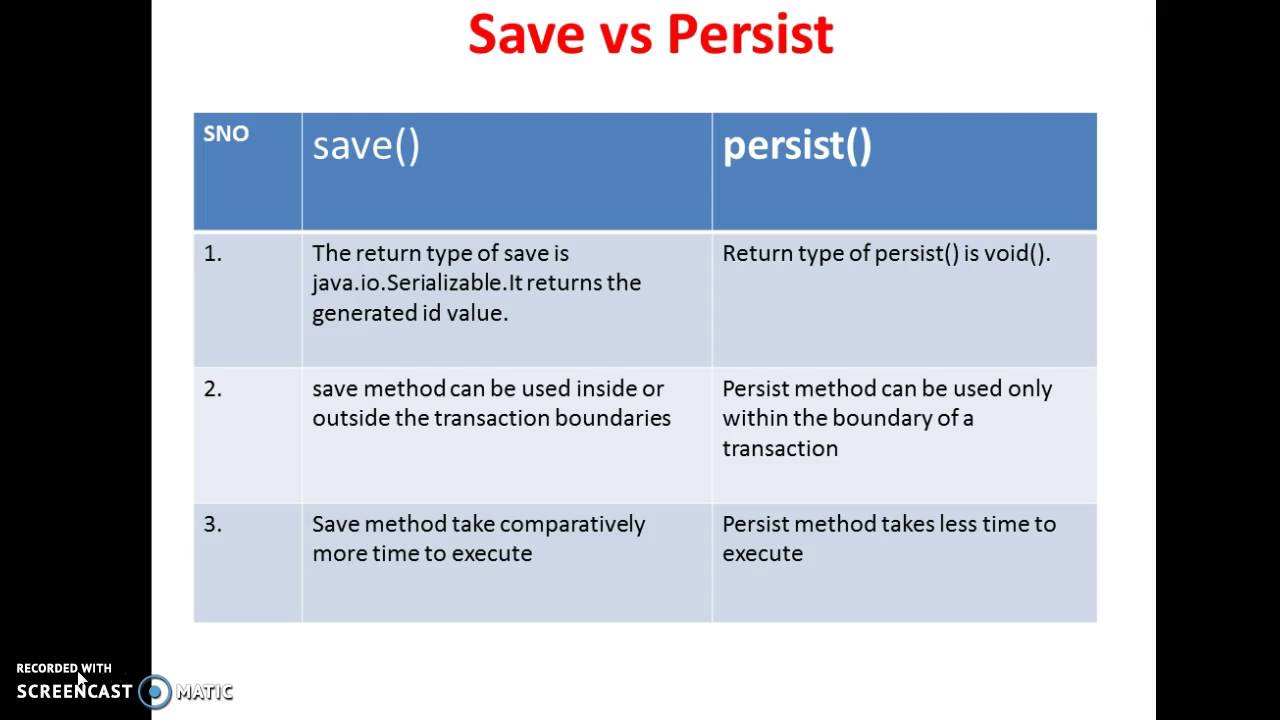 Save vs Persist
SNO
save()
persist()
1.
The return type of save is
java.io.Serializable.It returns the
generated id value.
Return type of persist() is void().
2.
save method can be used inside or
outside the transaction boundaries
Persist method can be used only
within the boundary of a
transaction
3.
Save method take comparatively
more time to execute
Persist method takes less time to
execute
RECORDED WITH
SCREENCAST MATIC